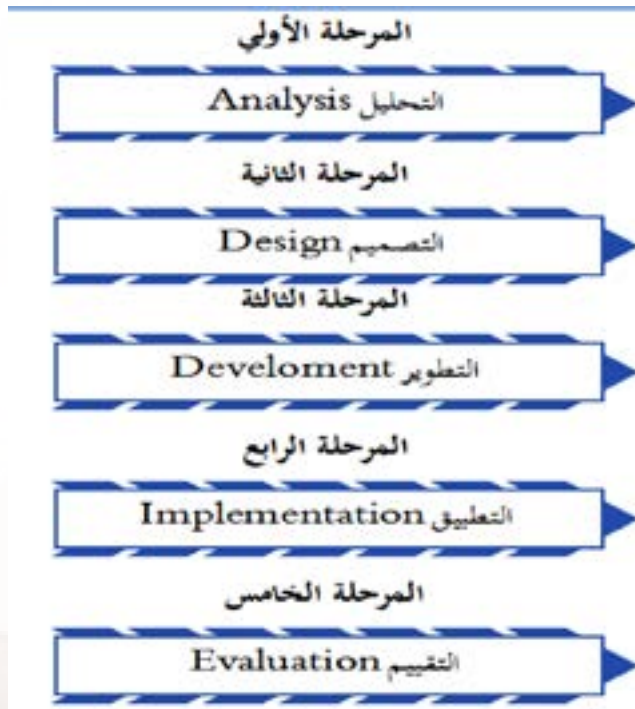 المرحلة الأولي
التحليل Analysis
المرحلة الثانية
التصميم Design
المرحلة الثالثة
التطوير Develoment
المرحلة الرابع
التطبيق Implementation
المرحلة الخامس
التقييم Evaluation